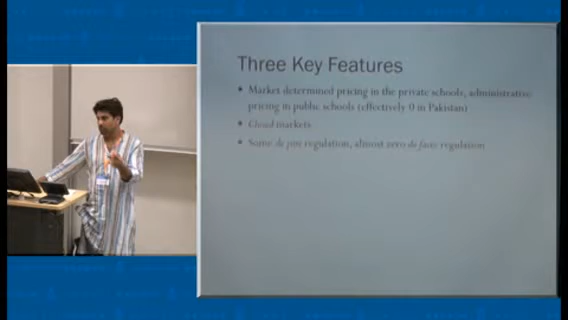 Three Key Features
• Market determined pricing in the private schools, administrative
pricing in public schools (effectively 0 in Pakistan)
• Closed markets
• Some de jure regulation, almost zero de facto regulation